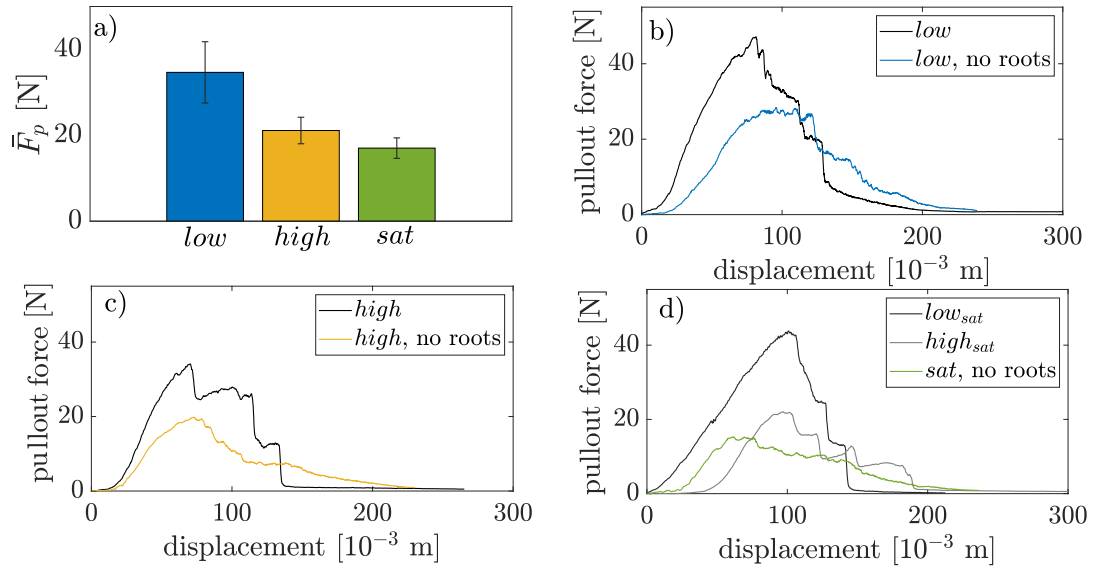 a)
F̿p [N]
40
20
0
low high sat
b)
pullout force [N]
40
20
0
low
low, no roots
0 100 200 300
displacement [10⁻³ m]
c)
pullout force [N]
40
20
0
high
high, no roots
0 100 200 300
displacement [10⁻³ m]
d)
pullout force [N]
40
20
0
lowsat
highsat
sat, no roots
0 100 200 300
displacement [10⁻³ m]